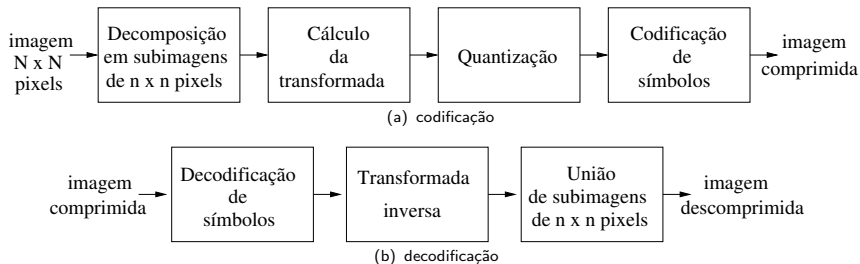 imagem
N x N
pixels
Decomposição
em subimagens
de n x n pixels
Cálculo
da
transformada
Quantização
Codificação
de
símbolos
imagem
comprimida
(a) codificação
imagem
comprimida
Decodificação
de
símbolos
Transformada
inversa
União
de subimagens
de n x n pixels
imagem
descomprimida
(b) decodificação